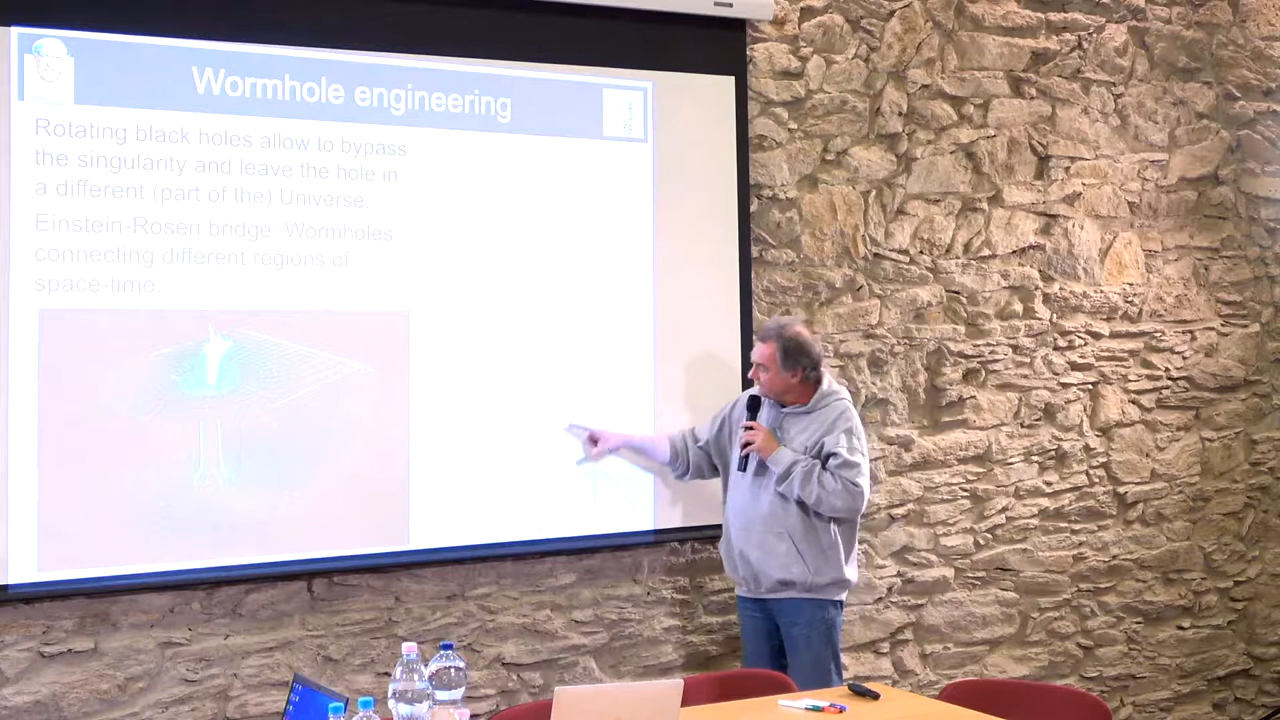 Wormhole engineering
Rotating black holes allow to bypass
the singularity and leave the hole in
a different (part of the) Universe.
Einstein-Rosen bridge. Wormholes
connecting different regions of
space-time.